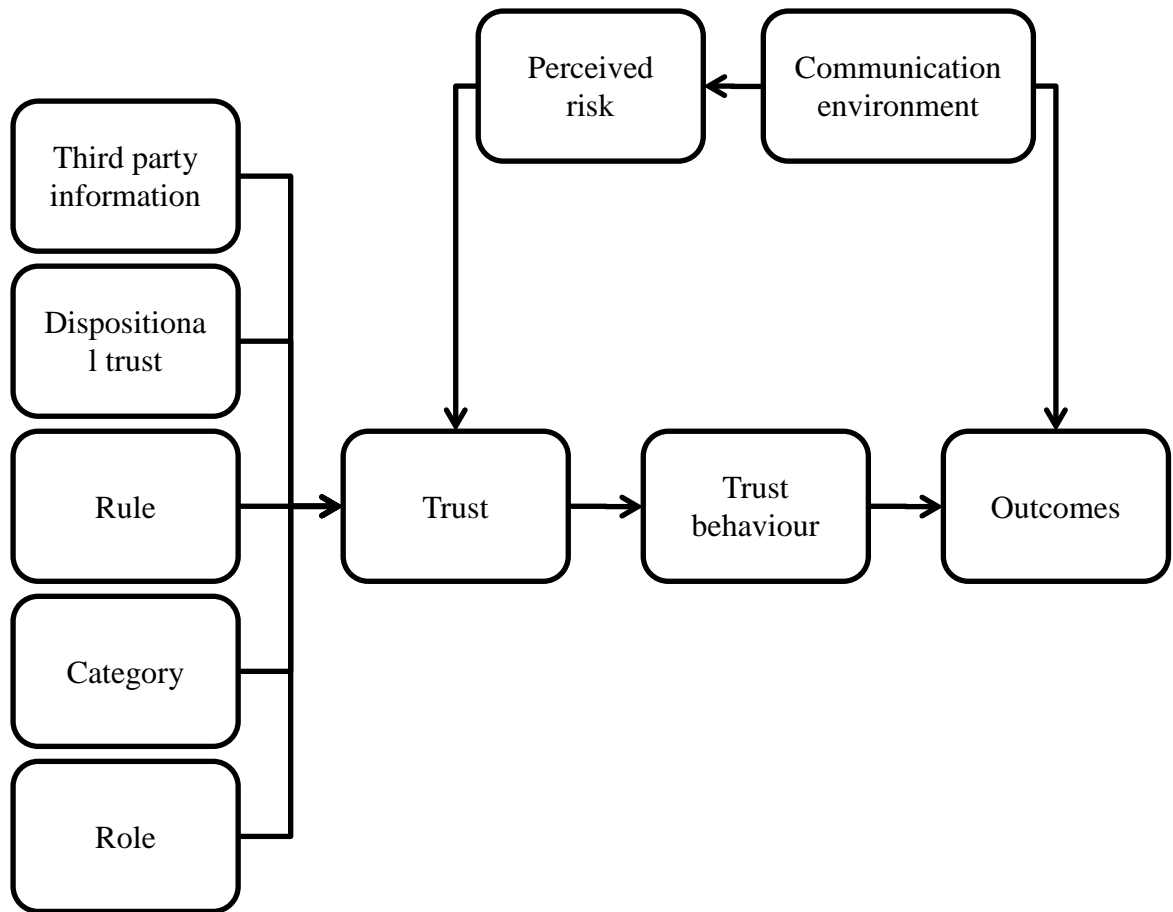 Perceived
risk
Communication
environment
Third party
information
Dispositiona
l trust
Rule
Trust
Trust
behaviour
Outcomes
Category
Role